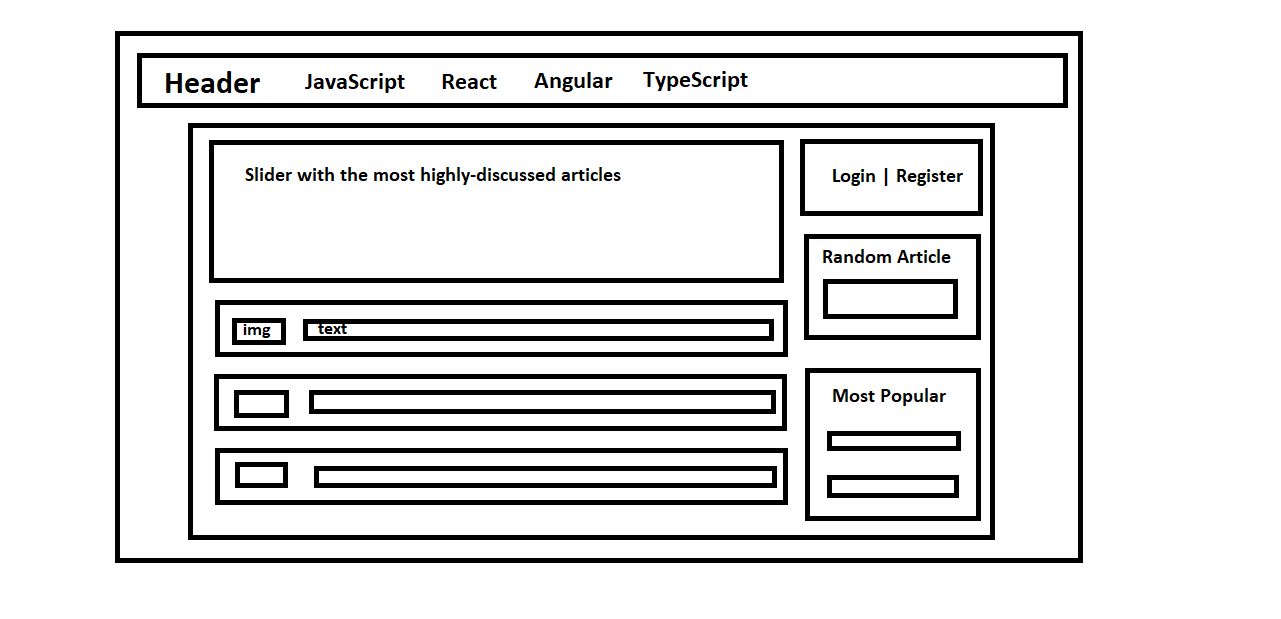 Header JavaScript React Angular TypeScript
Slider with the most highly-discussed articles
Login | Register
Random Article
img text
Most Popular